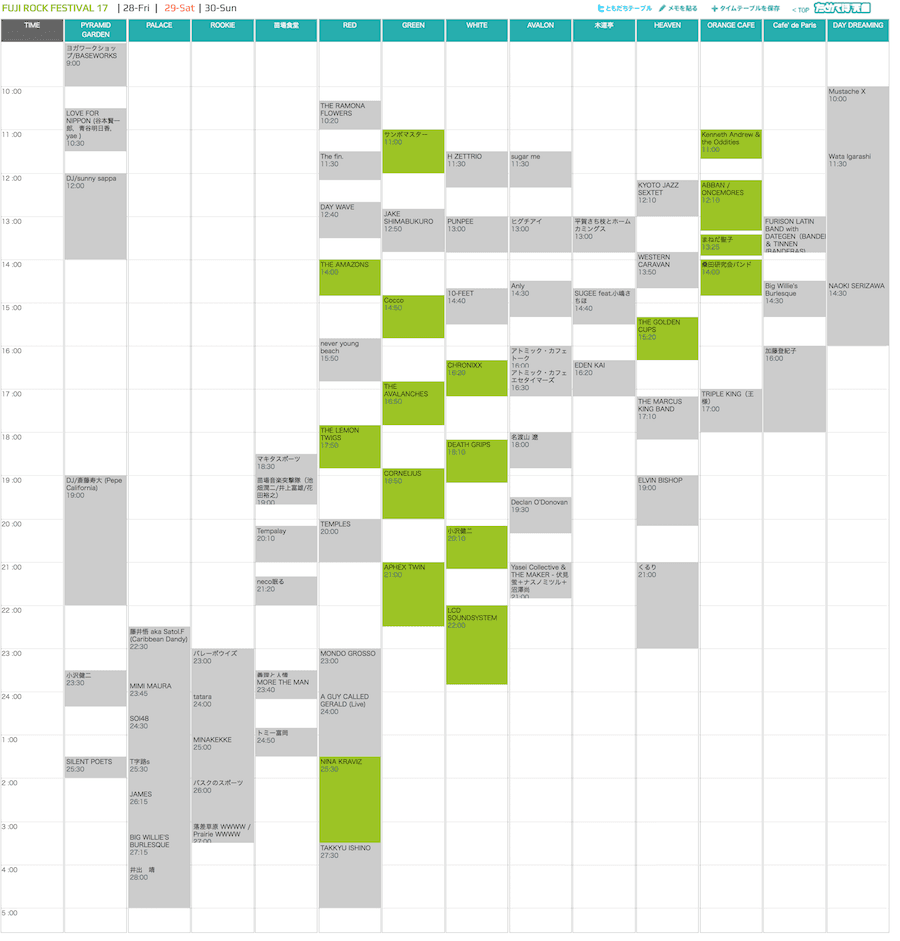 FUJI ROCK FESTIVAL 17 | 28-Fri | 29-Sat | 30-Sun
ともだちテーブル メモを貼る タイムテーブルを保存 < TOP
TIME
PYRAMID
GARDEN
PALACE
ROOKIE
苗場食堂
RED
GREEN
WHITE
AVALON
木道亭
HEAVEN
ORANGE CAFE
Cafe' de Paris
DAY DREAMING
10 :00
11 :00
12 :00
13 :00
14 :00
15 :00
16 :00
17 :00
18 :00
19 :00
20 :00
21 :00
22 :00
23 :00
24 :00
1 :00
2 :00
3 :00
4 :00
5 :00
ヨガワークショッ
プ/BASEWORKS
9:00
LOVE FOR
NIPPON (谷本賢一
郎、青谷明日香,
yae )
10:30
DJ/sunny sappa
12:00
DJ/斎藤寿大 (Pepe
California)
19:00
小沢健二
23:30
SILENT POETS
25:30
藤井悟 aka Satol.F
(Caribbean Dandy)
22:30
MIMI MAURA
23:45
SOI48
24:30
T字路s
25:30
JAMES
26:15
BIG WILLIE'S
BURLESQUE
27:15
井出 靖
28:00
バレーボウイズ
23:00
tatara
24:00
MINAKEKKE
25:00
バスクのスポーツ
26:00
落差草原 WWWW /
Prairie WWWW
27:00
マキタスポーツ
18:30
苗場音楽突撃隊 (池
畑潤二/井上富雄/花
田裕之)
19:00
Tempalay
20:10
neco眠る
21:20
義理と人情
MORE THE MAN
23:40
トミー富岡
24:50
THE RAMONA
FLOWERS
10:20
The fin.
11:30
DAY WAVE
12:40
THE AMAZONS
14:00
never young
beach
15:50
THE LEMON
TWIGS
17:50
TEMPLES
20:00
MONDO GROSSO
23:00
A GUY CALLED
GERALD (Live)
24:00
NINA KRAVIZ
25:30
TAKKYU ISHINO
27:30
サンボマスター
11:00
JAKE
SHIMABUKURO
12:50
Cocco
14:50
THE
AVALANCHES
16:50
CORNELIUS
18:50
APHEX TWIN
21:00
H ZETTRIO
11:30
PUNPEE
13:00
10-FEET
14:40
CHRONIXX
16:20
DEATH GRIPS
18:10
小沢健二
20:10
LCD
SOUNDSYSTEM
22:00
sugar me
11:30
ヒグチアイ
13:00
Anly
14:30
アトミック・カフェ
トーク
16:00
アトミック・カフェ
エセタイマーズ
16:30
名渡山 遼
18:00
Declan O'Donovan
19:30
Yasei Collective &
THE MAKER - 伏見
蛍＋ナスノミツル＋
沼澤尚
21:00
平賀さち枝とホーム
カミングス
13:00
SUGEE feat.小嶋さ
ちほ
14:40
EDEN KAI
16:20
KYOTO JAZZ
SEXTET
12:10
WESTERN
CARAVAN
13:50
THE GOLDEN
CUPS
15:20
THE MARCUS
KING BAND
17:10
ELVIN BISHOP
19:00
くるり
21:00
Kenneth Andrew &
the Oddities
11:00
ABBAN /
ONCEMORES
12:10
まねだ聖子
13:25
桑田研究会バンド
14:00
TRIPLE KING（王
様）
17:00
FURISON LATIN
BAND with
DATEGEN（BANDE
& TINNEN
(BANDERAS)
Big Willie's
Burlesque
14:30
加藤登紀子
16:00
Mustache X
10:00
Wata Igarashi
11:30
NAOKI SERIZAWA
14:30